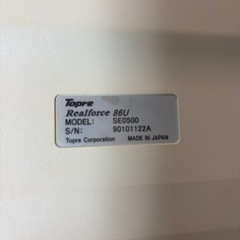 Topre
Realforce 86U
MODEL: SE0500
S/N: 90101122A
Topre Corporation MADE IN JAPAN